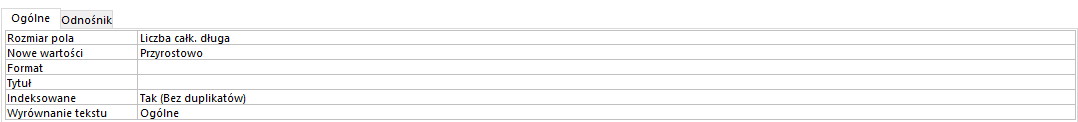 Ogólne Odnośnik
Rozmiar pola Liczba całk. długa
Nowe wartości Przyrostowo
Format
Tytuł
Indeksowane Tak (Bez duplikatów)
Wyrównanie tekstu Ogólne